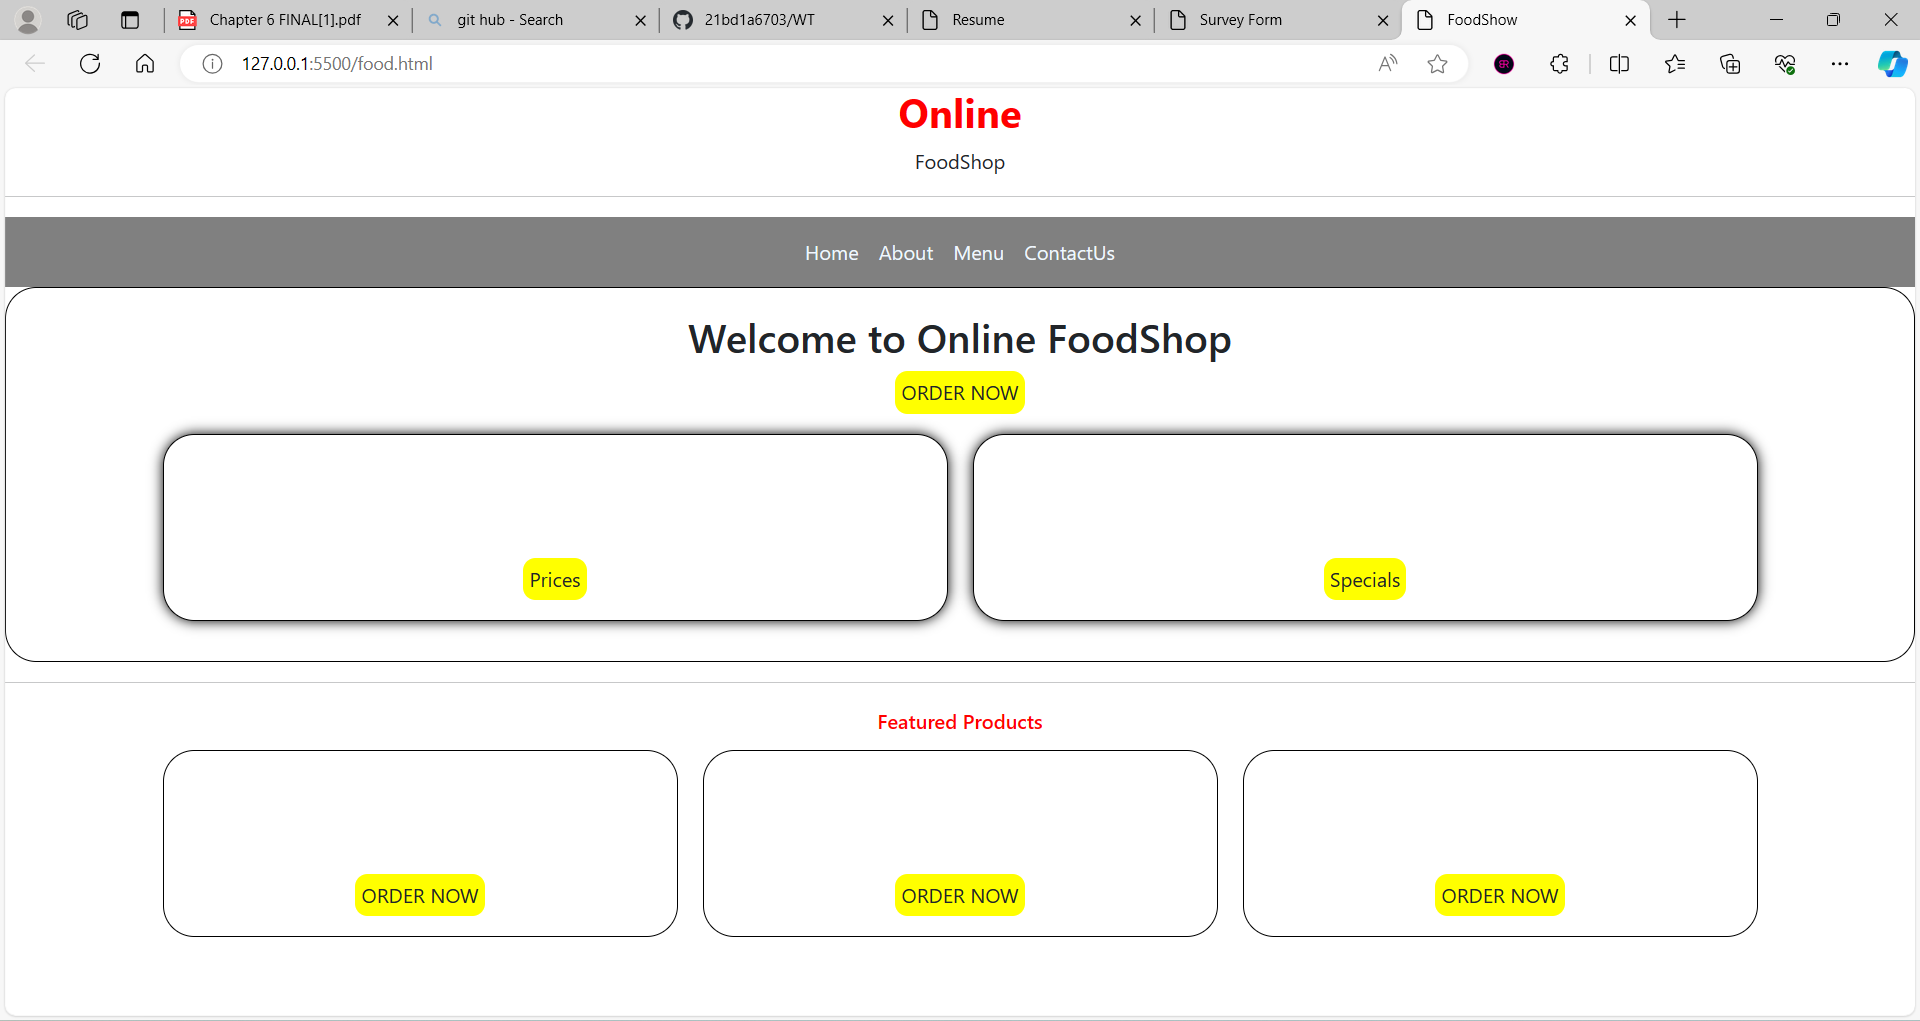 Chapter 6 FINAL[1].pdf
git hub - Search
21bd1a6703/WT
Resume
Survey Form
FoodShow
127.0.0.1:5500/food.html
Online
FoodShop
Home About Menu ContactUs
Welcome to Online FoodShop
ORDER NOW
Prices
Specials
Featured Products
ORDER NOW
ORDER NOW
ORDER NOW